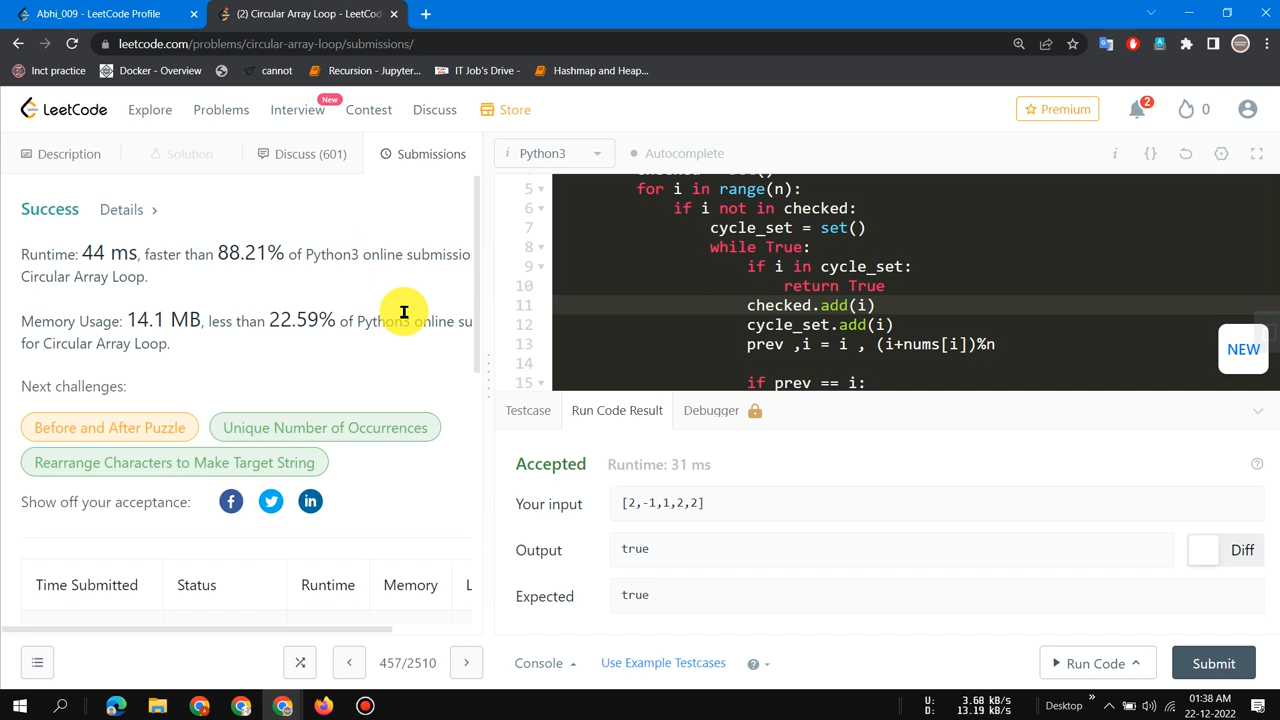 Abhi_009 - LeetCode Profile
(2) Circular Array Loop - LeetCod
leetcode.com/problems/circular-array-loop/submissions/
Inct practice
Docker - Overview
cannot
Recursion - Jupyter...
IT Job's Drive -
Hashmap and Heap...
LeetCode
Explore
Problems
Interview
New
Contest
Discuss
Store
Premium
2
0
Description
Solution
Discuss (601)
Submissions
i Python3
Autocomplete
Success
Details
Runtime: 44 ms, faster than 88.21% of Python3 online submissio
Circular Array Loop.
Memory Usage: 14.1 MB, less than 22.59% of Python3 online su
for Circular Array Loop.
Next challenges:
Before and After Puzzle
Unique Number of Occurrences
Rearrange Characters to Make Target String
Show off your acceptance:
Time Submitted
Status
Runtime
Memory
L
5 for i in range(n):
6 if i not in checked:
7 cycle_set = set()
8 while True:
9 if i in cycle_set:
10 return True
11 checked.add(i)
12 cycle_set.add(i)
13 prev ,i = i , (i+nums[i])%n
14
15 if prev == i:
NEW
Testcase
Run Code Result
Debugger
Accepted
Runtime: 31 ms
Your input
[2,-1,1,2,2]
Output
true
Diff
Expected
true
457/2510
Console
Use Example Testcases
Run Code
Submit
U: 3.68 kB/s
D: 13.19 kB/s
Desktop
01:38 AM
22-12-2022